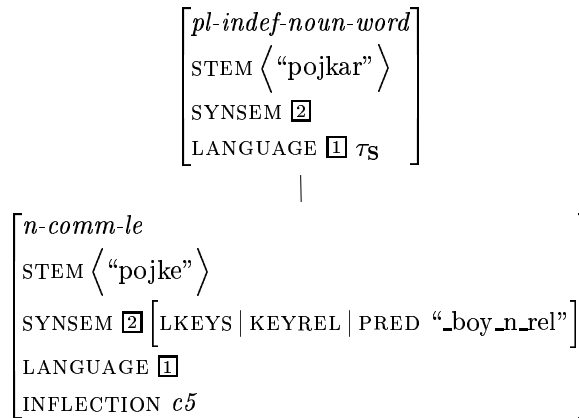 pl-indef-noun-word
STEM ⟨“pojkar”⟩
SYNSEM [2]
LANGUAGE [1] τS
n-comm-le
STEM ⟨“pojke”⟩
SYNSEM [2] [LKEYS | KEYREL | PRED “_boy_n_rel”]
LANGUAGE [1]
INFLECTION c5